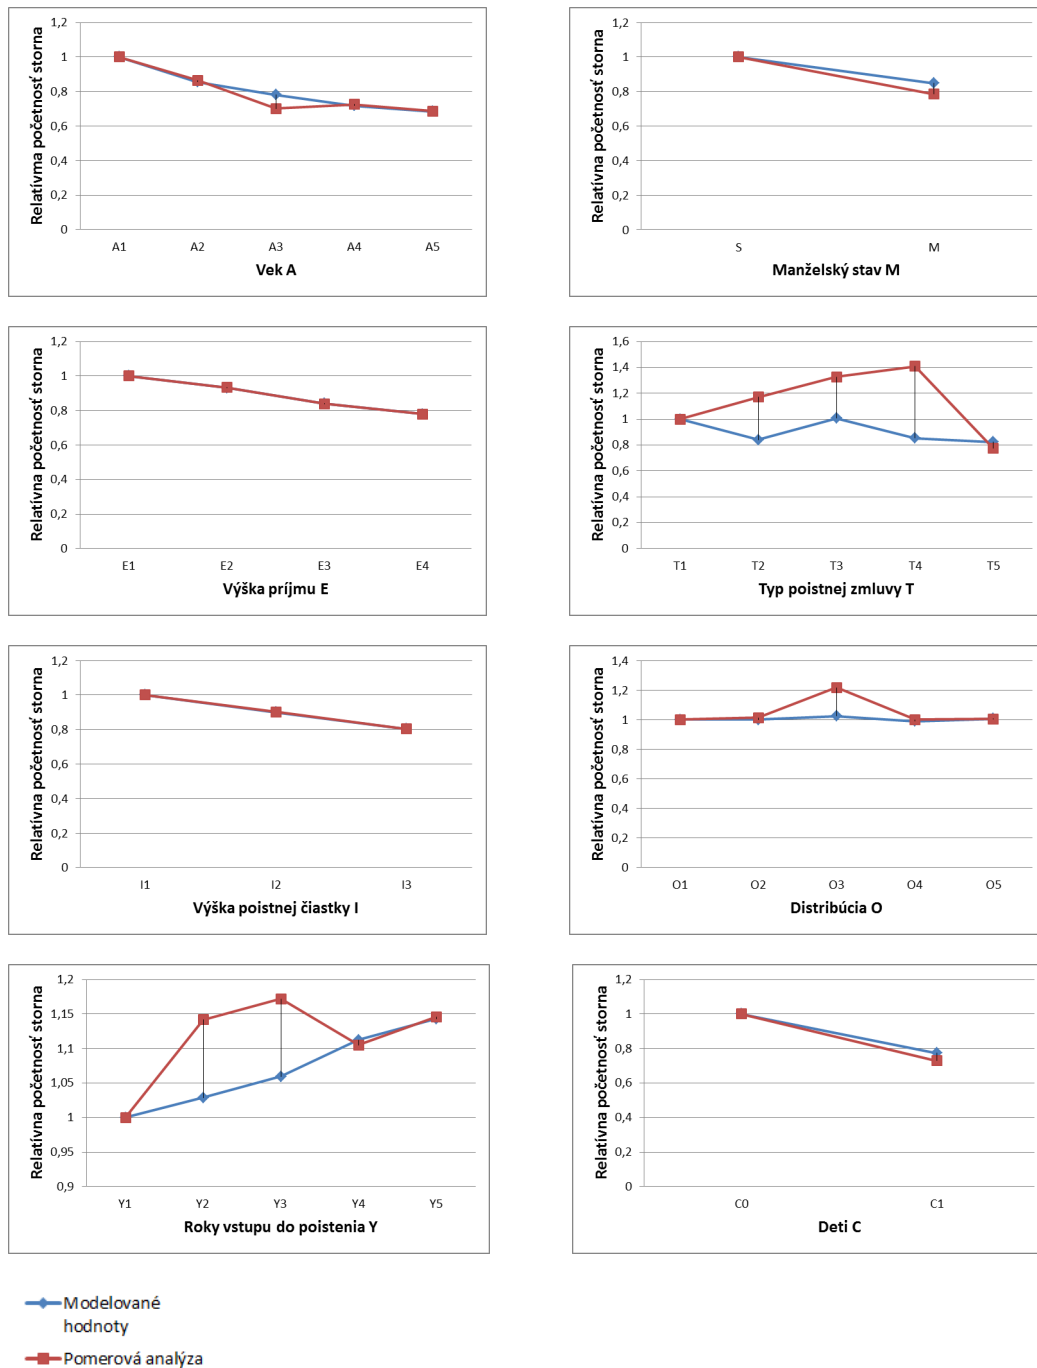 1,2
1
0,8
0,6
0,4
0,2
0
Relatívma početnosť storna
A1 A2 A3 A4 A5
Vek A
1,2
1
0,8
0,6
0,4
0,2
0
Relatívna početnosť storna
S M
Manželský stav M
1,2
1
0,8
0,6
0,4
0,2
0
Relatívna početnosť storna
E1 E2 E3 E4
Výška príjmu E
1,6
1,4
1,2
1
0,8
0,6
0,4
0,2
0
Relatívna početnosť storna
T1 T2 T3 T4 T5
Typ poistnej zmluvy T
1,2
1
0,8
0,6
0,4
0,2
0
Relatívna početnosť storna
I1 I2 I3
Výška poistnej čiastky I
1,4
1,2
1
0,8
0,6
0,4
0,2
0
Relatívna početnosť storna
O1 O2 O3 O4 O5
Distribúcia O
1,2
1,15
1,1
1,05
1
0,95
0,9
Relatívna početnosť storna
Y1 Y2 Y3 Y4 Y5
Roky vstupu do poistenia Y
1,2
1
0,8
0,6
0,4
0,2
0
Relatívna početnosť storna
C0 C1
Deti C
Modelované
hodnoty
Pomerová analýza